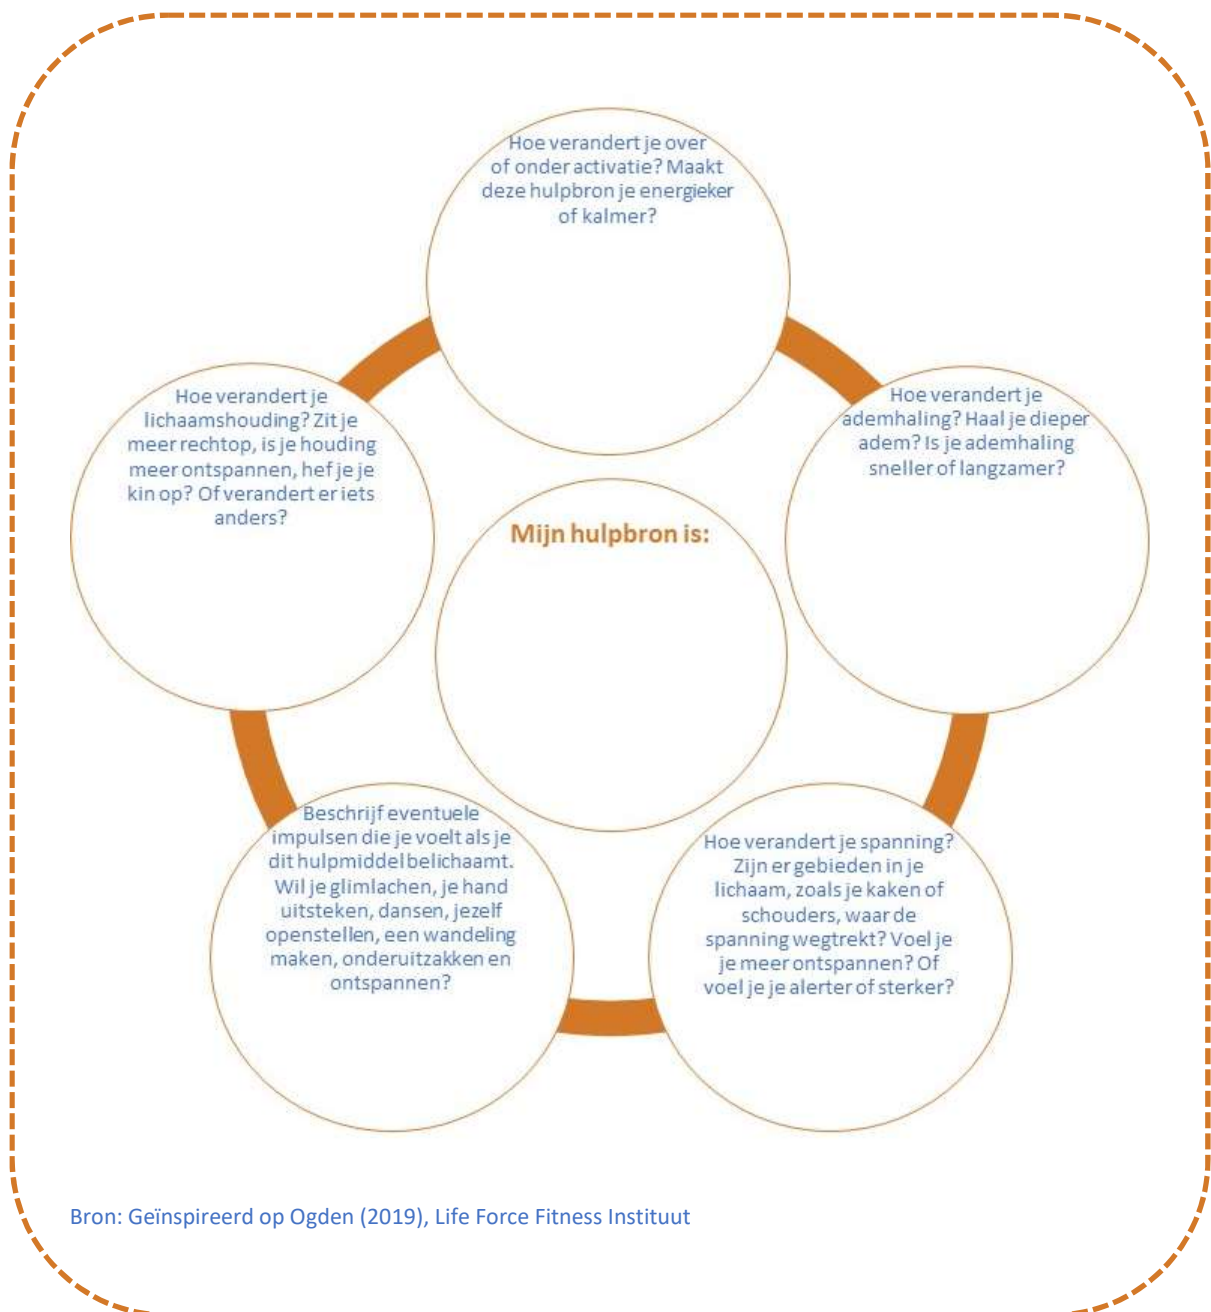 Hoe verandert je over
of onder activatie? Maakt
deze hulpbron je energieker
of kalmer?
Hoe verandert je
lichaamshouding? Zit je
meer rechtop, is je houding
meer ontspannen, hef je je
kin op? Of verandert er iets
anders?
Hoe verandert je
ademhaling? Haal je dieper
adem? Is je ademhaling
sneller of langzamer?
Mijn hulpbron is:
Beschrijf eventuele
impulsen die je voelt als je
dit hulpmiddel belichaamt.
Wil je glimlachen, je hand
uitsteken, dansen, jezelf
openstellen, een wandeling
maken, onderuitzakken en
ontspannen?
Hoe verandert je spanning?
Zijn er gebieden in je
lichaam, zoals je kaken of
schouders, waar de
spanning wegtrekt? Voel je
je meer ontspannen? Of
voel je je alerter of sterker?
Bron: Geïnspireerd op Ogden (2019), Life Force Fitness Instituut